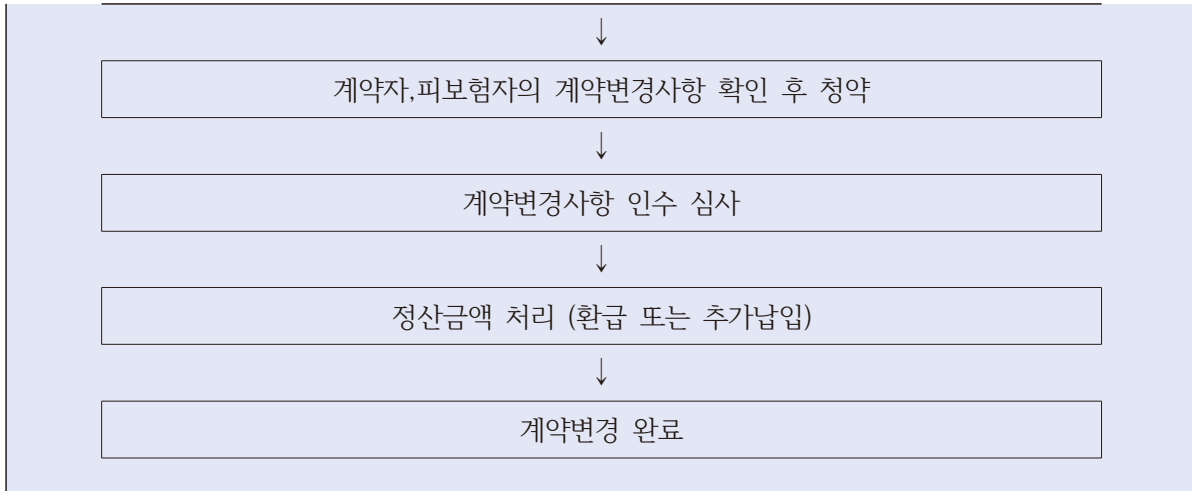 ↓
계약자,피보험자의 계약변경사항 확인 후 청약
↓
계약변경사항 인수 심사
↓
정산금액 처리 (환급 또는 추가납입)
↓
계약변경 완료